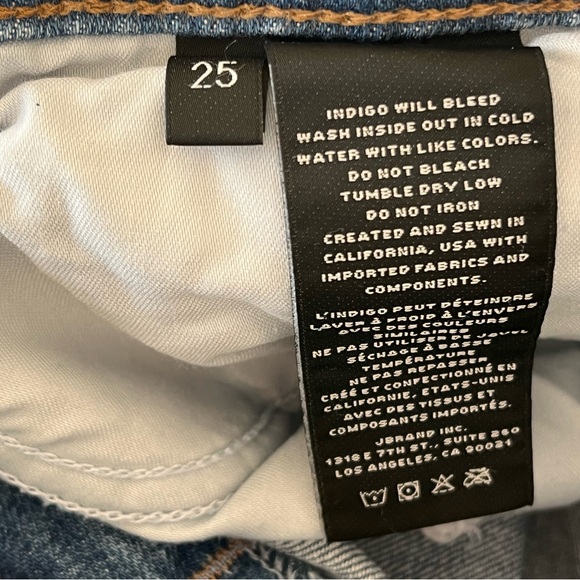 25
INDIGO WILL BLEED
WASH INSIDE OUT IN COLD
WATER WITH LIKE COLORS.
DO NOT BLEACH
TUMBLE DRY LOW
DO NOT IRON
CREATED AND SEWN IN
CALIFORNIA, USA WITH
IMPORTED FABRICS AND
COMPONENTS.
L'INDIGO PEUT DÉTEINDRE
LAVER À FROID À L'ENVERS
AVEC DES COULEURS
SIMILAIRES
NE PAS UTILISER DE JAVEL
SÉCHAGE À BASSE
TEMPÉRATURE
NE PAS REPASSER
CRÉÉ ET CONFECTIONNÉ EN
CALIFORNIE, ETATS-UNIS
AVEC DES TISSUS ET
COMPOSANTS IMPORTÉS.
JBRAND INC.
1318 E 7TH ST., SUITE 260
LOS ANGELES, CA 90021